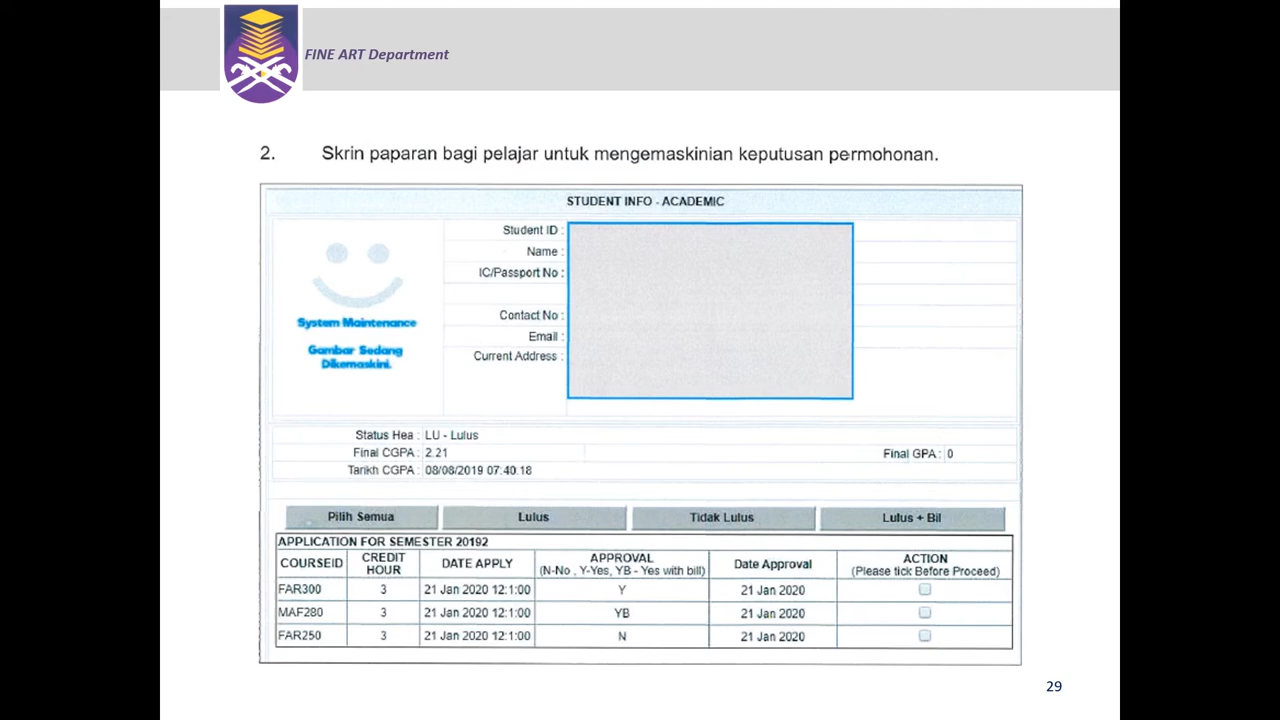 FINE ART Department
2. Skrin paparan bagi pelajar untuk mengemaskinian keputusan permohonan.
STUDENT INFO - ACADEMIC
Student ID :
Name :
IC/Passport No :
Contact No :
Email :
Current Address :
System Maintenance
Gambar Sedang
Dikemaskini.
Status Hea : LU - Lulus
Final CGPA : 2.21 Final GPA : 0
Tarikh CGPA : 08/08/2019 07:40:18
Pilih Semua Lulus Tidak Lulus Lulus + Bil
APPLICATION FOR SEMESTER 20192
COURSEID CREDIT HOUR DATE APPLY APPROVAL (N-No , Y-Yes, YB - Yes with bill) Date Approval ACTION (Please tick Before Proceed)
FAR300 3 21 Jan 2020 12:1:00 Y 21 Jan 2020
MAF280 3 21 Jan 2020 12:1:00 YB 21 Jan 2020
FAR250 3 21 Jan 2020 12:1:00 N 21 Jan 2020
29